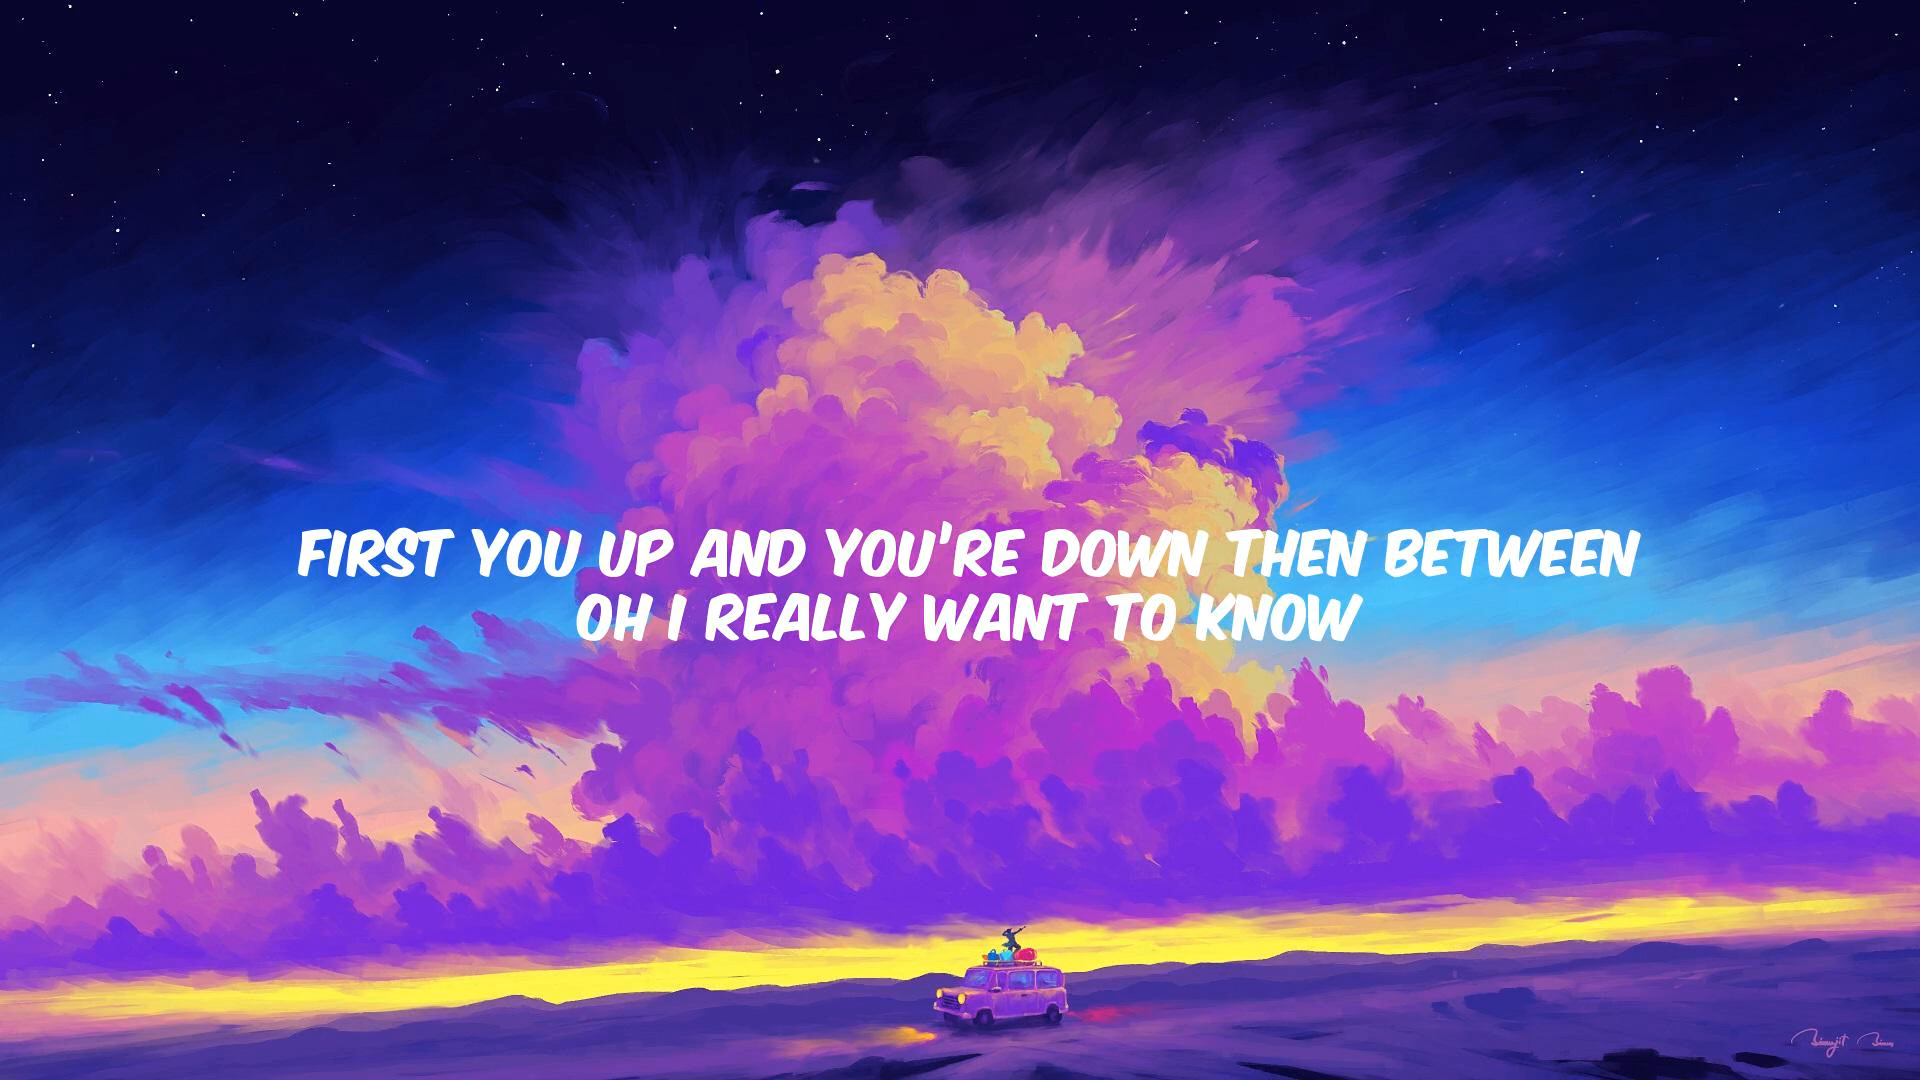 FIRST YOU UP AND YOU'RE DOWN THEN BETWEEN
OH I REALLY WANT TO KNOW